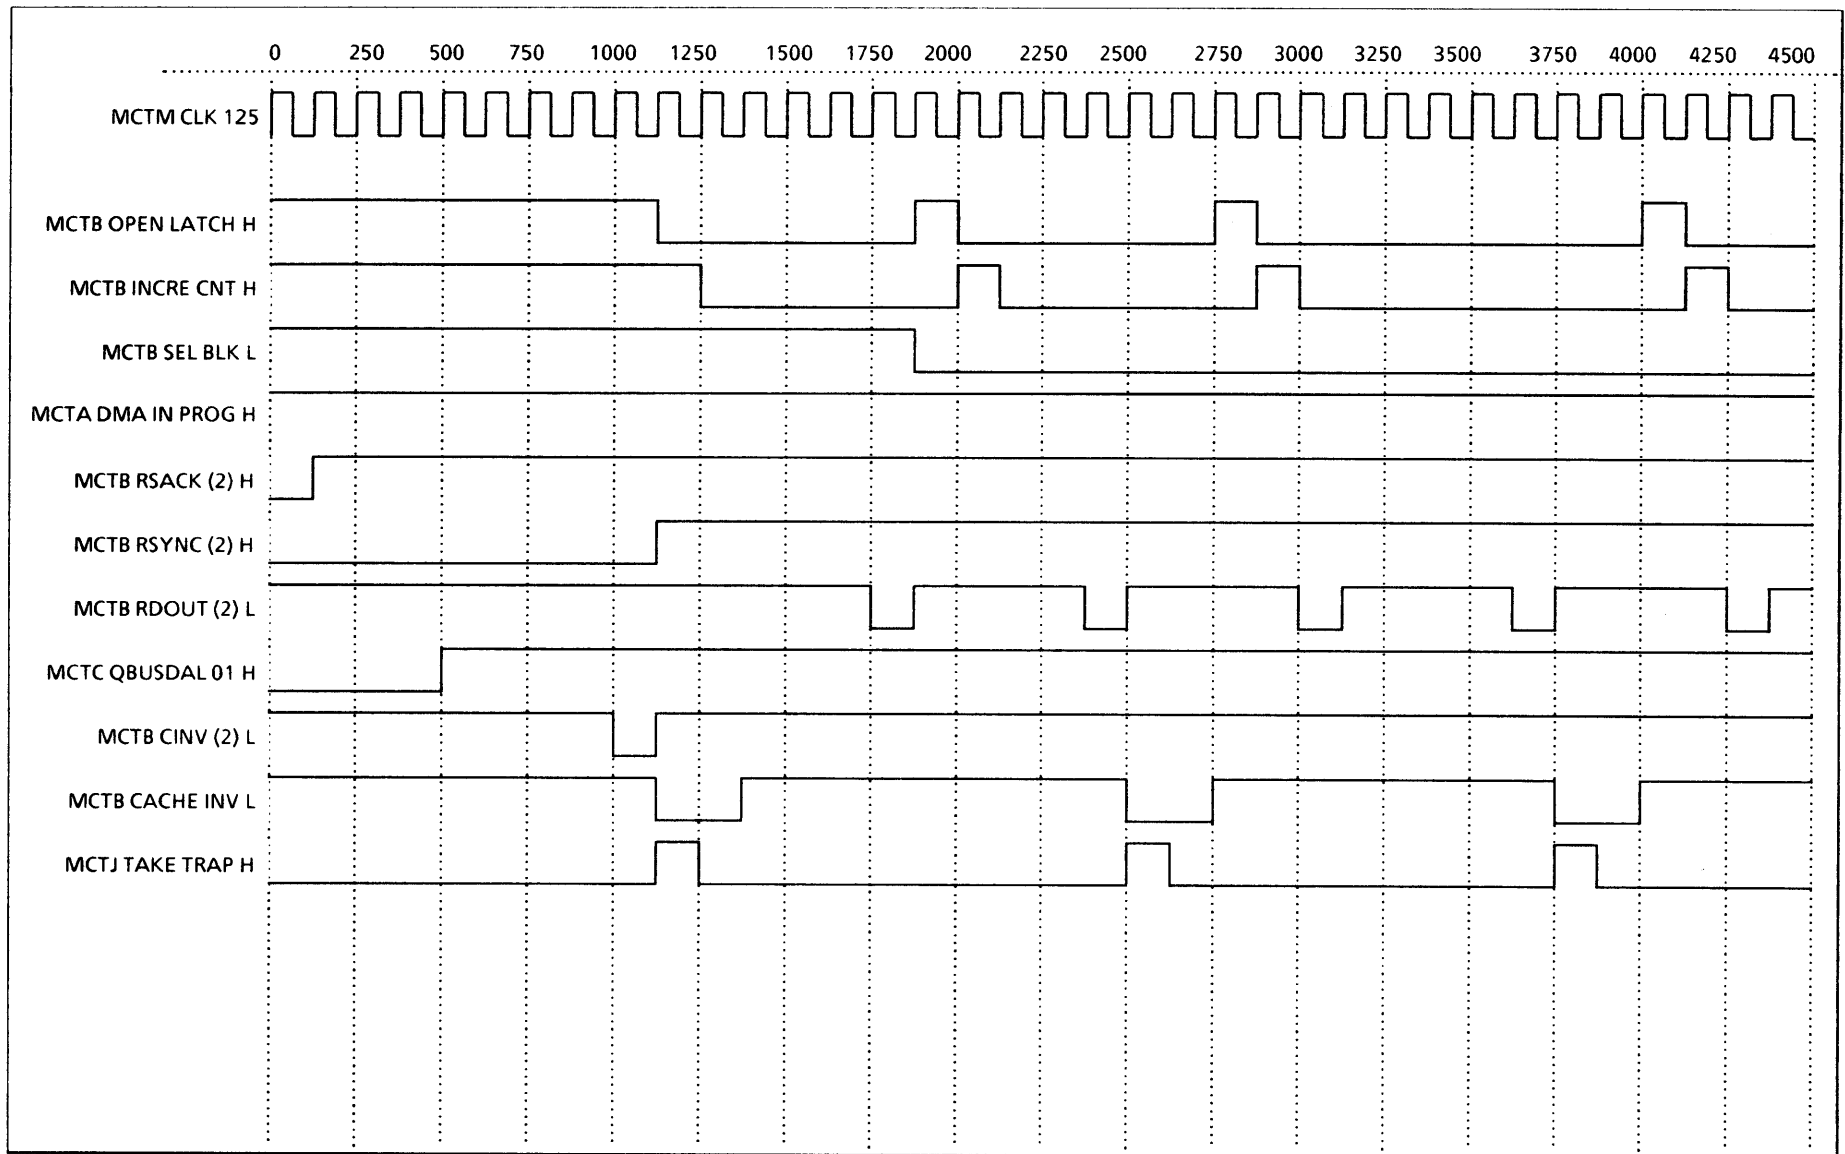 0 250 500 750 1000 1250 1500 1750 2000 2250 2500 2750 3000 3250 3500 3750 4000 4250 4500
MCTM CLK 125
MCTB OPEN LATCH H
MCTB INCRE CNT H
MCTB SEL BLK L
MCTA DMA IN PROG H
MCTB RSACK (2) H
MCTB RSYNC (2) H
MCTB RDOUT (2) L
MCTC QBUSDAL 01 H
MCTB CINV (2) L
MCTB CACHE INV L
MCTJ TAKE TRAP H